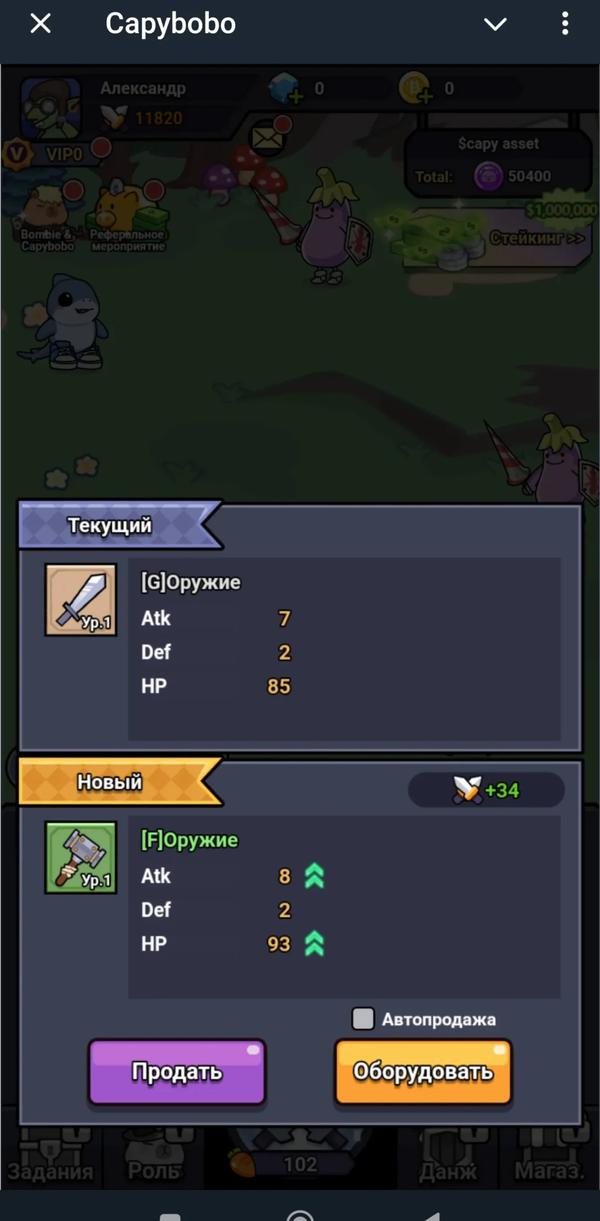 Capybobo
Александр
0
0
11820
VIP0
$capy asset
Total: 50400
$1,000,000
Bombie &
Capybobo
Реферальное
мероприятие
Стейкинг >>
Текущий
[G]Оружие
Ур.1
Atk 7
Def 2
HP 85
Новый
+34
[F]Оружие
Ур.1
Atk 8
Def 2
HP 93
Автопродажа
Продать
Оборудовать
Задания
Роль
102
Данж
Магаз.